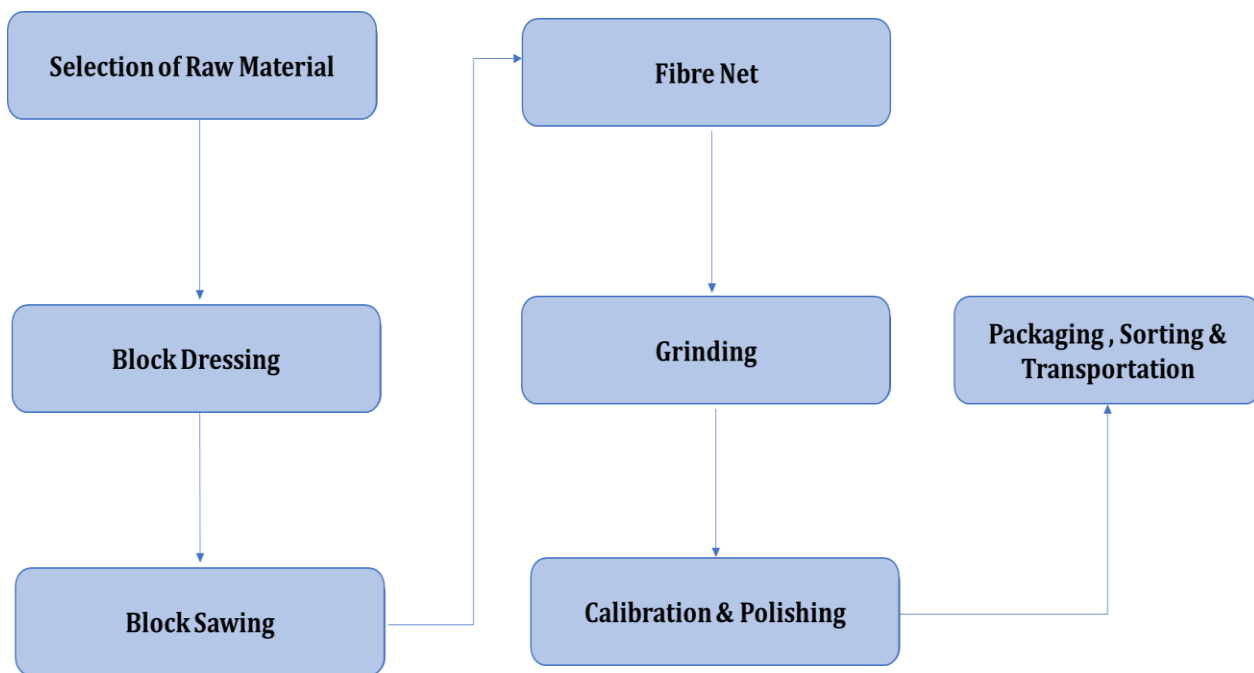 Selection of Raw Material
Block Dressing
Block Sawing
Fibre Net
Grinding
Calibration & Polishing
Packaging , Sorting &
Transportation